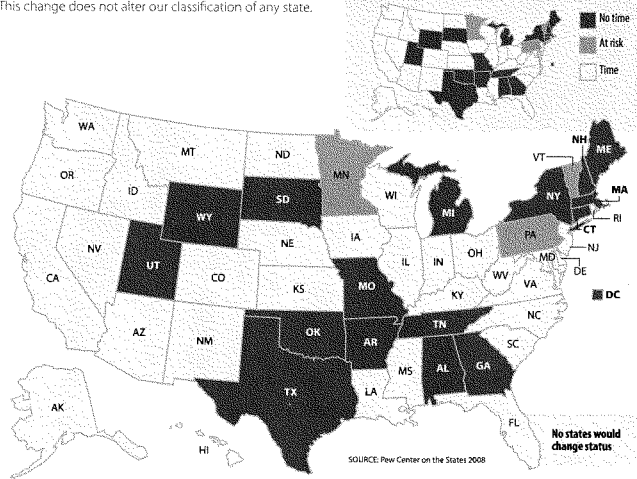 This change does not alter our classification of any state.
No time
At risk
Time
WA
MT
ND
MN
OR
ID
SD
WI
WY
MI
VT
NH
ME
NY
MA
RI
CT
NV
UT
NE
IA
PA
NJ
MD
DE
IL
IN
OH
WV
VA
CA
CO
KS
MO
KY
DC
AZ
NM
OK
AR
TN
NC
SC
TX
LA
MS
AL
GA
AK
HI
FL
No states would
change status
SOURCE: Pew Center on the States 2008